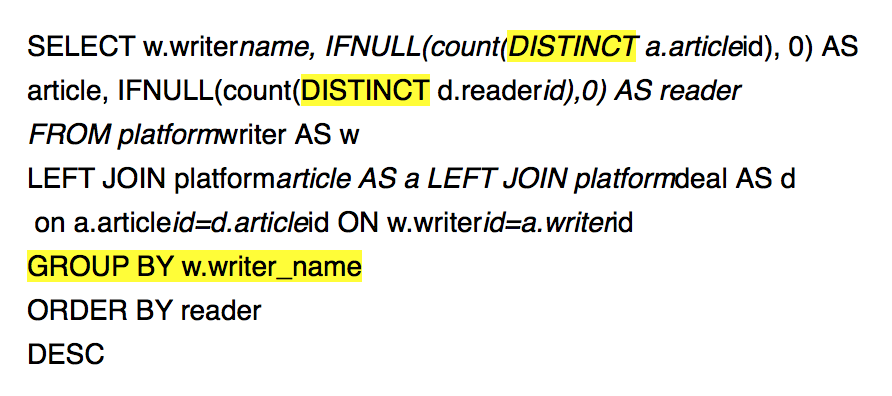 SELECT w.writername, IFNULL(count(DISTINCT a.articleid), 0) AS
article, IFNULL(count(DISTINCT d.readerid),0) AS reader
FROM platformwriter AS w
LEFT JOIN platformarticle AS a LEFT JOIN platformdeal AS d
on a.articleid=d.articleid ON w.writerid=a.writerid
GROUP BY w.writer_name
ORDER BY reader
DESC